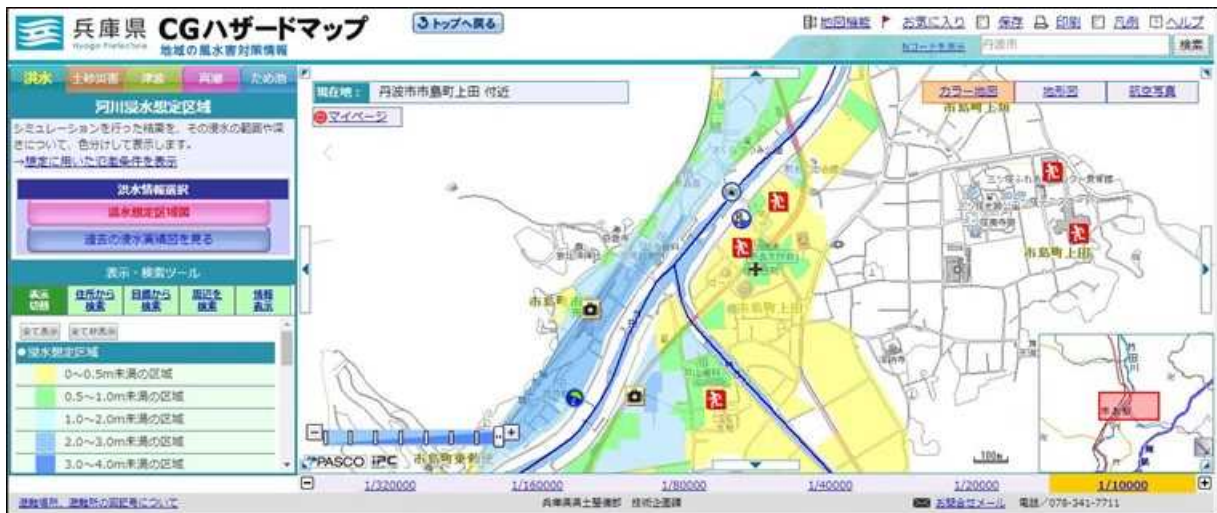 兵庫県
Hyogo Prefecture
CGハザードマップ
地域の風水害対策情報
トップへ戻る
地図機能
お気に入り
保存
印刷
凡例
ヘルプ
Nコードを表示
丹波市
検索
洪水
土砂災害
津波
高潮
ため池
河川浸水想定区域
シミュレーションを行った結果を、その浸水の範囲や深
さについて、色分けして表示します。
→想定に用いた氾濫条件を表示
洪水情報選択
浸水想定区域図
過去の浸水実績図を見る
表示・検索ツール
表示
切替
住所から
検索
目標から
検索
周辺を
検索
情報
表示
全て表示
全て非表示
●浸水想定区域
0～0.5m未満の区域
0.5～1.0m未満の区域
1.0～2.0m未満の区域
2.0～3.0m未満の区域
3.0～4.0m未満の区域
現在地：
丹波市市島町上田 付近
マイページ
カラー地図
地形図
航空写真
市島町上垣
市島町上田
市島町上田
100m
PASCO
iPC
1/320000
1/160000
1/80000
1/40000
1/20000
1/10000
避難場所、避難所の図記号について
兵庫県県土整備部 技術企画課
お問合せメール
電話／078-341-7711